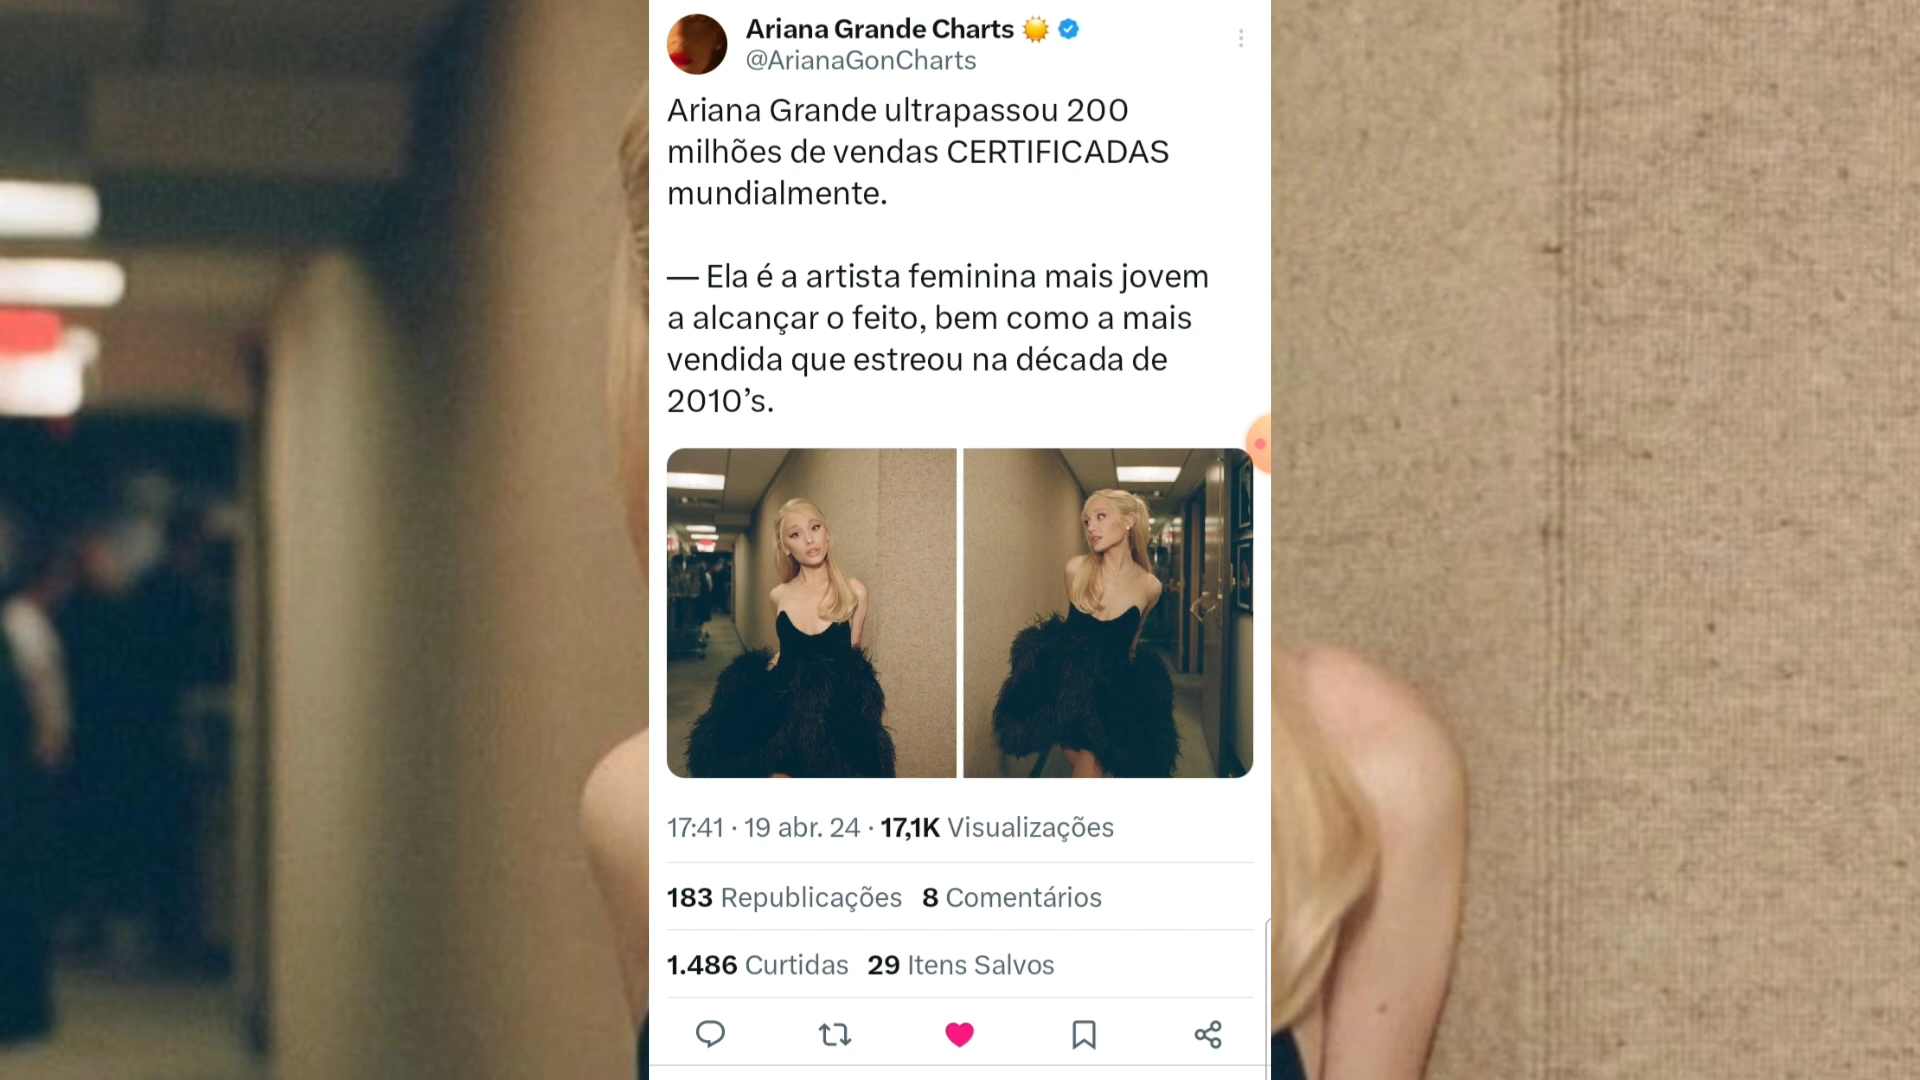 Ariana Grande Charts ☀️
@ArianaGonCharts
Ariana Grande ultrapassou 200
milhões de vendas CERTIFICADAS
mundialmente.
— Ela é a artista feminina mais jovem
a alcançar o feito, bem como a mais
vendida que estreou na década de
2010’s.
17:41 · 19 abr. 24 · 17,1K Visualizações
183 Republicações 8 Comentários
1.486 Curtidas 29 Itens Salvos